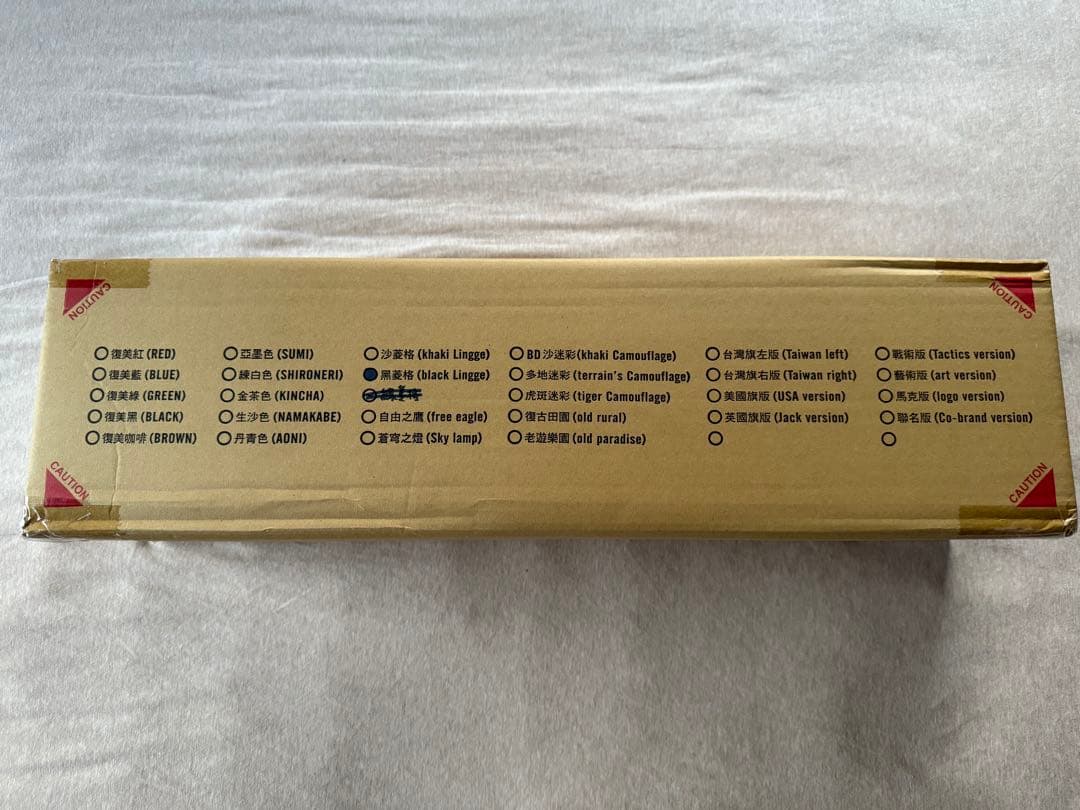 CAUTION
CAUTION
復美紅 (RED)
復美藍 (BLUE)
復美綠 (GREEN)
復美黑 (BLACK)
復美咖啡 (BROWN)
亞墨色 (SUMI)
練白色 (SHIRONERI)
金茶色 (KINCHA)
生沙色 (NAMAKABE)
丹青色 (AONI)
沙菱格 (khaki Lingge)
黑菱格 (black Lingge)
自由之鷹 (free eagle)
蒼穹之燈 (Sky lamp)
BD沙迷彩 (khaki Camouflage)
多地迷彩 (terrain's Camouflage)
虎斑迷彩 (tiger Camouflage)
復古田園 (old rural)
老遊樂園 (old paradise)
台灣旗左版 (Taiwan left)
台灣旗右版 (Taiwan right)
美國旗版 (USA version)
英國旗版 (Jack version)
戰術版 (Tactics version)
藝術版 (art version)
馬克版 (logo version)
聯名版 (Co-brand version)
CAUTION
CAUTION